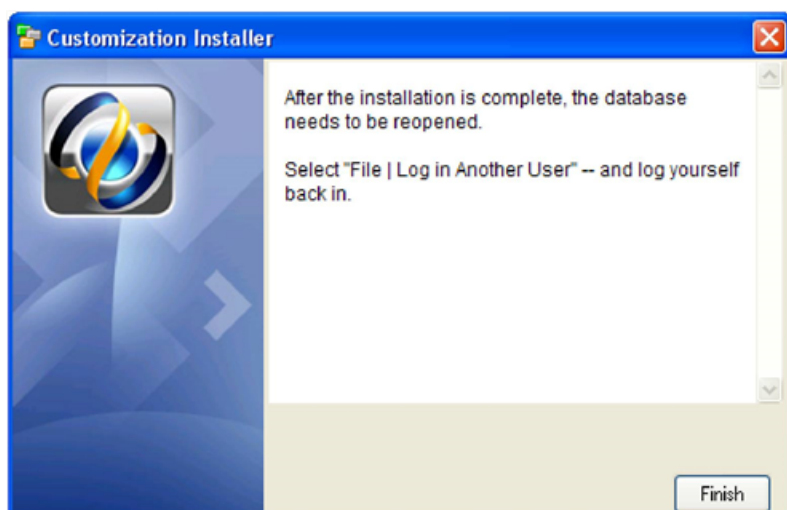 Customization Installer
After the installation is complete, the database
needs to be reopened.
Select "File | Log in Another User" -- and log yourself
back in.
Finish